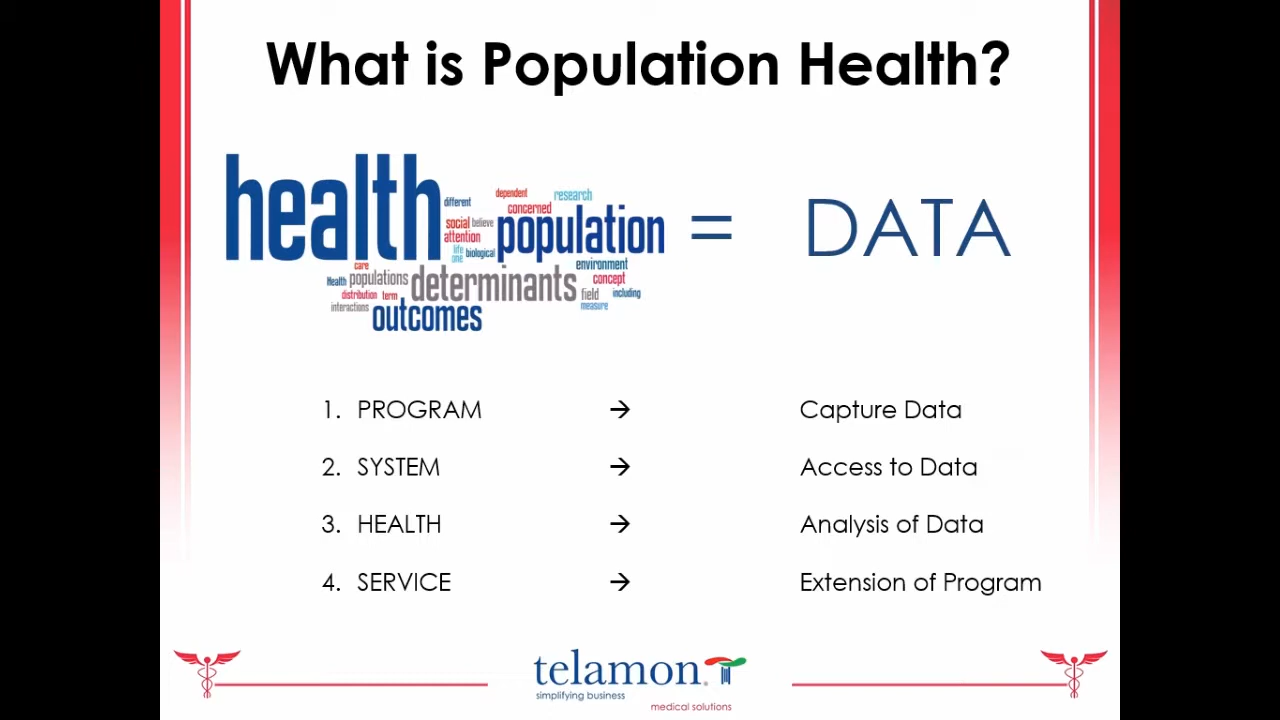 What is Population Health?
health
different
dependent
research
concerned
social believe
population
attention
life
one
biological
environment
care
Health populations
determinants
concept
distribution term
field
including
interactions
outcomes
measure
= DATA
1. PROGRAM → Capture Data
2. SYSTEM → Access to Data
3. HEALTH → Analysis of Data
4. SERVICE → Extension of Program
telamon®
simplifying business
medical solutions